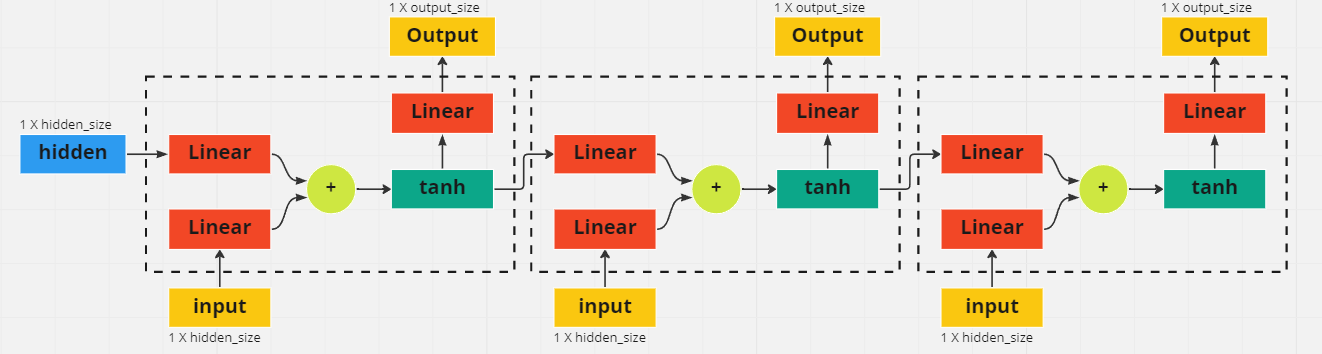 1 X output_size
1 X output_size
1 X output_size
Output
Output
Output
Linear
Linear
Linear
1 X hidden_size
hidden
Linear
Linear
Linear
+
tanh
+
tanh
+
tanh
Linear
Linear
Linear
input
input
input
1 X hidden_size
1 X hidden_size
1 X hidden_size